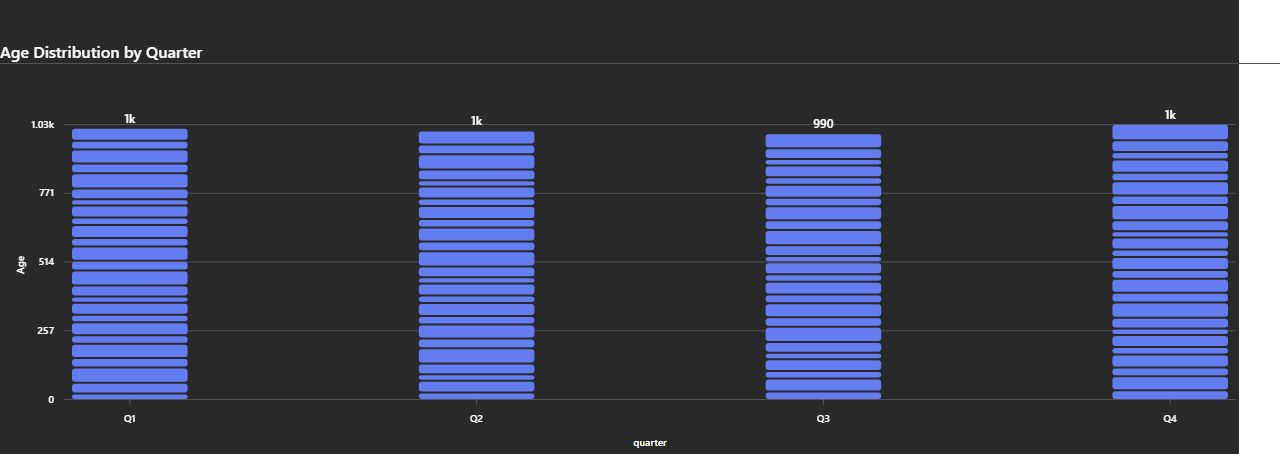 Age Distribution by Quarter
1k
1k
990
1k
1.03k
771
514
257
0
Age
Q1
Q2
Q3
Q4
quarter